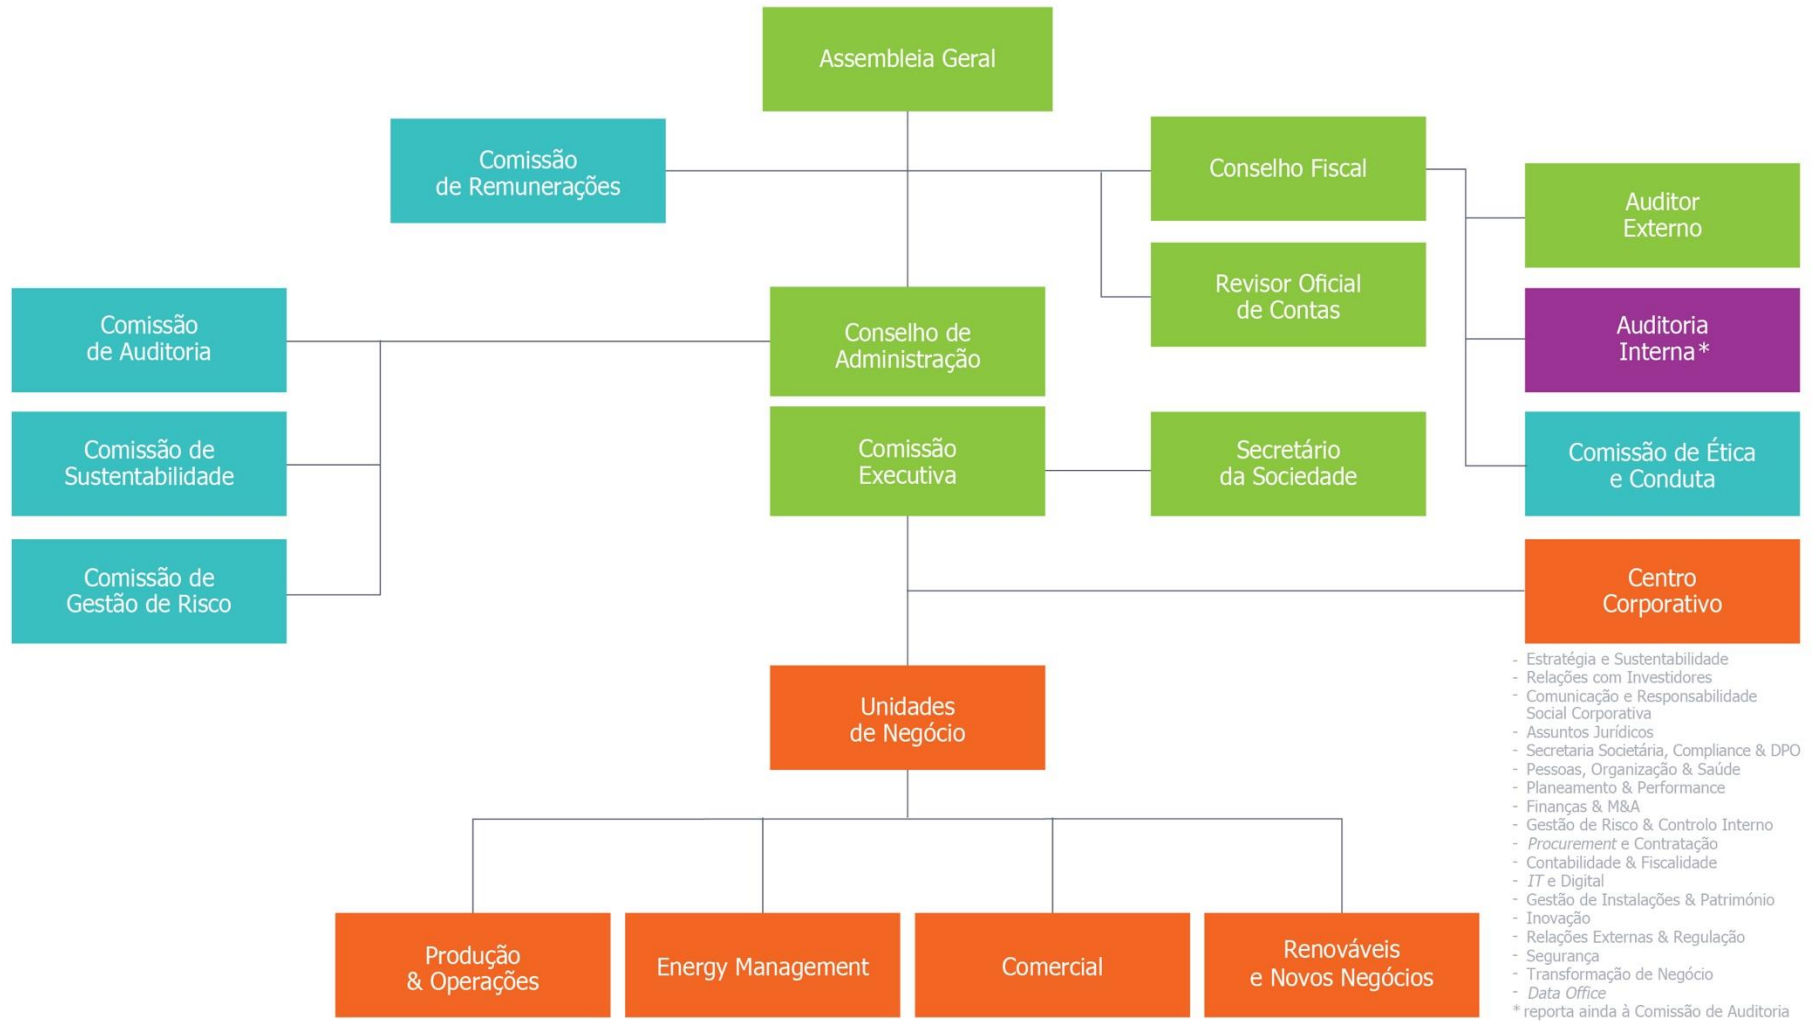 Assembleia Geral
Comissão
de Remunerações
Conselho Fiscal
Auditor
Externo
Revisor Oficial
de Contas
Comissão
de Auditoria
Conselho de
Administração
Auditoria
Interna*
Comissão de
Sustentabilidade
Comissão
Executiva
Secretário
da Sociedade
Comissão de Ética
e Conduta
Comissão de
Gestão de Risco
Centro
Corporativo
- Estratégia e Sustentabilidade
- Relações com Investidores
- Comunicação e Responsabilidade
Social Corporativa
- Assuntos Jurídicos
- Secretaria Societária, Compliance & DPO
- Pessoas, Organização & Saúde
- Planeamento & Performance
- Finanças & M&A
- Gestão de Risco & Controlo Interno
- Procurement e Contratação
- Contabilidade & Fiscalidade
- IT e Digital
- Gestão de Instalações & Património
- Inovação
- Relações Externas & Regulação
- Segurança
- Transformação de Negócio
- Data Office
* reporta ainda à Comissão de Auditoria
Unidades
de Negócio
Produção
& Operações
Energy Management
Comercial
Renováveis
e Novos Negócios